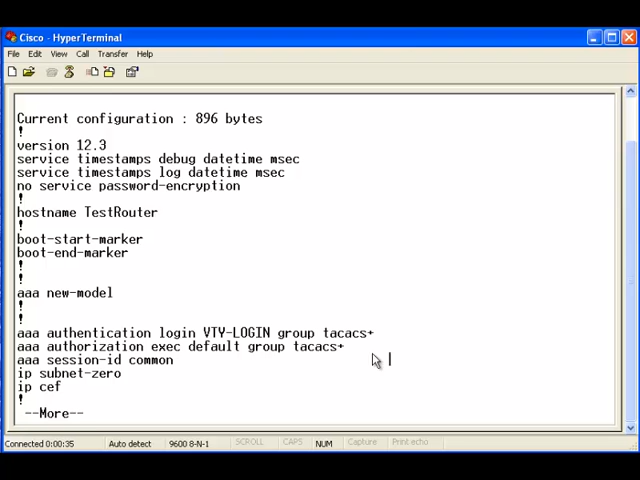 Cisco - HyperTerminal
File Edit View Call Transfer Help
Current configuration : 896 bytes
!
version 12.3
service timestamps debug datetime msec
service timestamps log datetime msec
no service password-encryption
!
hostname TestRouter
!
boot-start-marker
boot-end-marker
!
!
aaa new-model
!
!
aaa authentication login VTY-LOGIN group tacacs+
aaa authorization exec default group tacacs+
aaa session-id common
ip subnet-zero
ip cef
!
--More--
Connected 0:00:35 Auto detect 9600 8-N-1 SCROLL CAPS NUM Capture Print echo